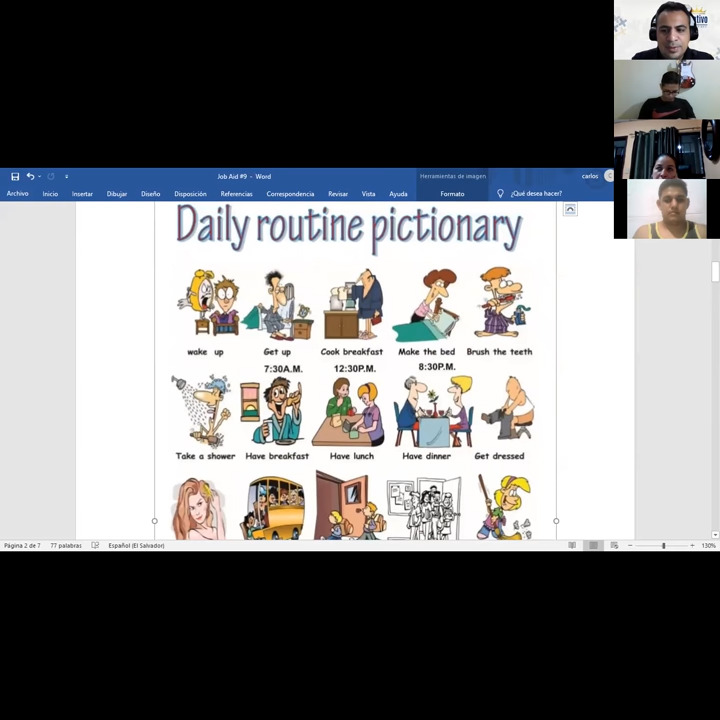 tivo
Job Aid #9 - Word
Herramientas de imagen
carlos
C
Archivo Inicio Insertar Dibujar Diseño Disposición Referencias Correspondencia Revisar Vista Ayuda Formato ¿Qué desea hacer?
Daily routine pictionary
wake up Get up Cook breakfast Make the bed Brush the teeth
7:30A.M. 12:30P.M. 8:30P.M.
Take a shower Have breakfast Have lunch Have dinner Get dressed
Página 2 de 7 77 palabras Español (El Salvador) 130%